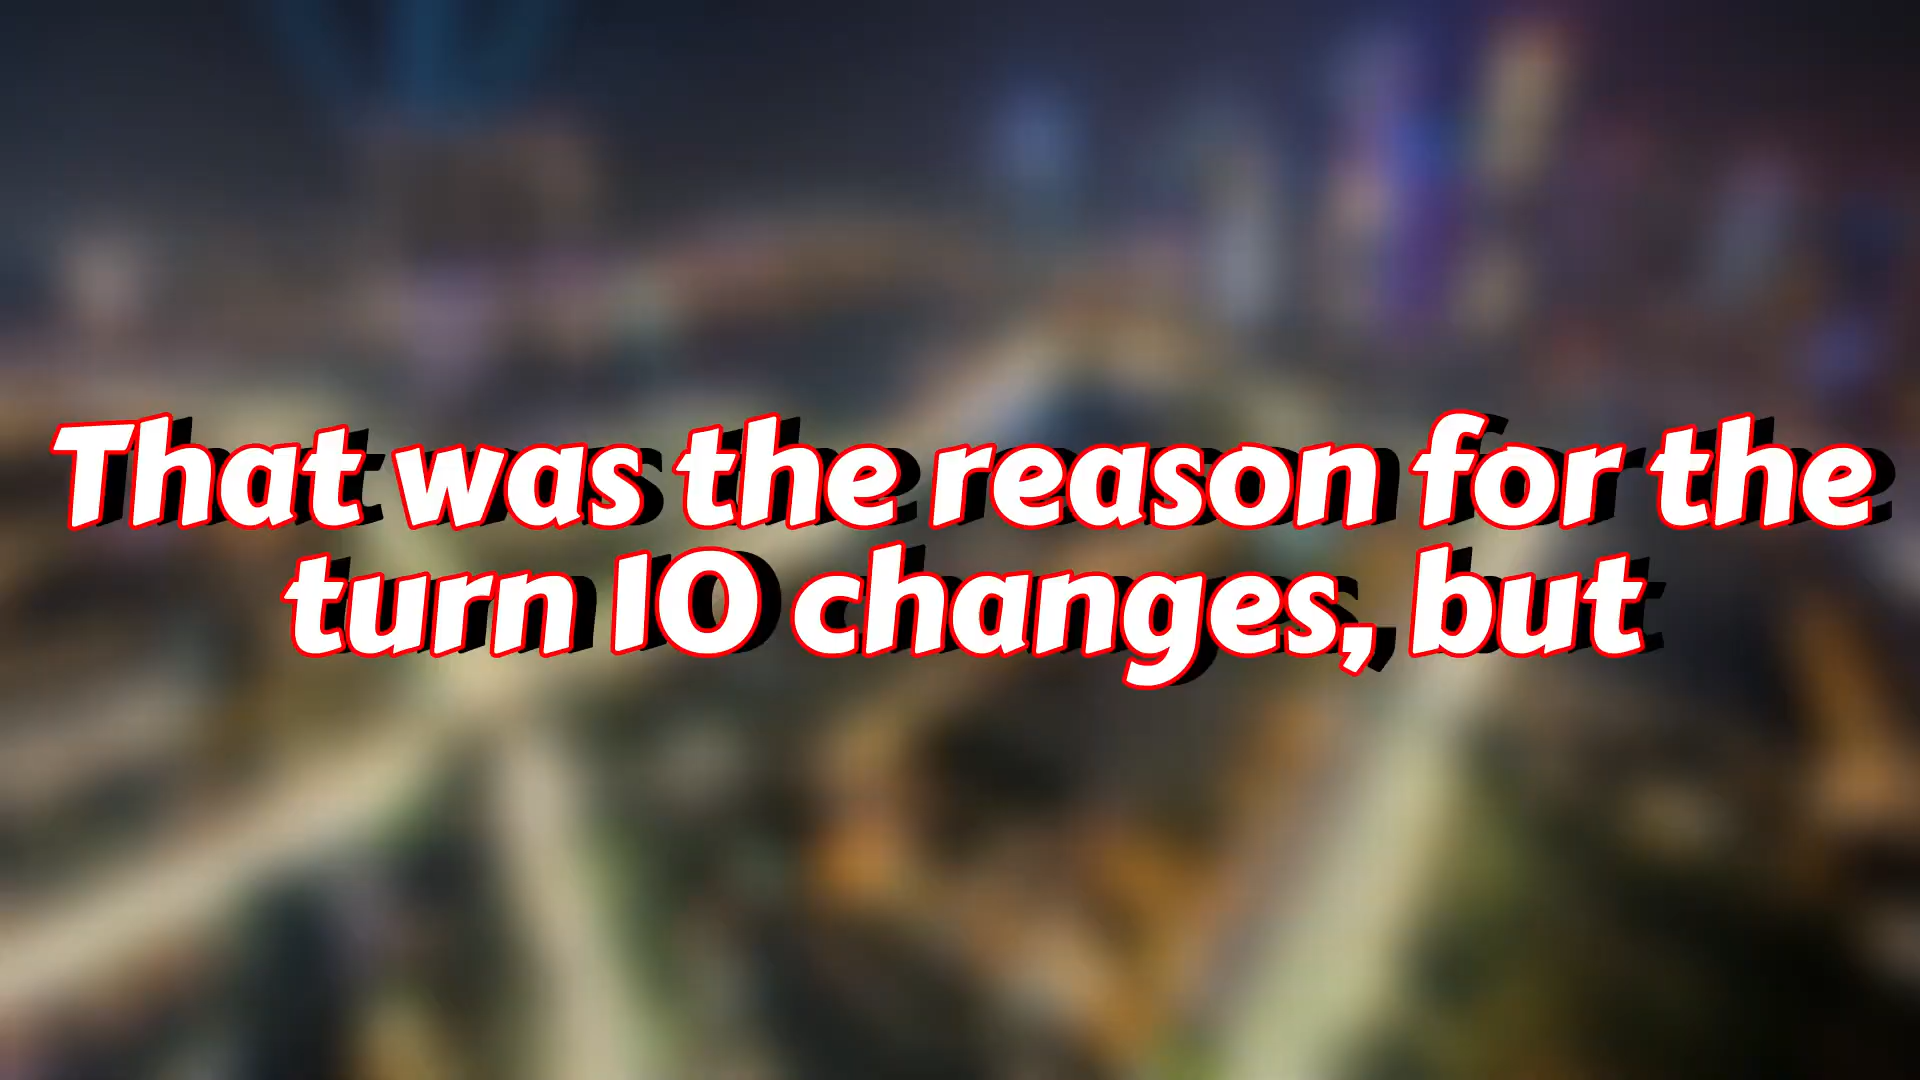 That was the reason for the
turn 10 changes, but